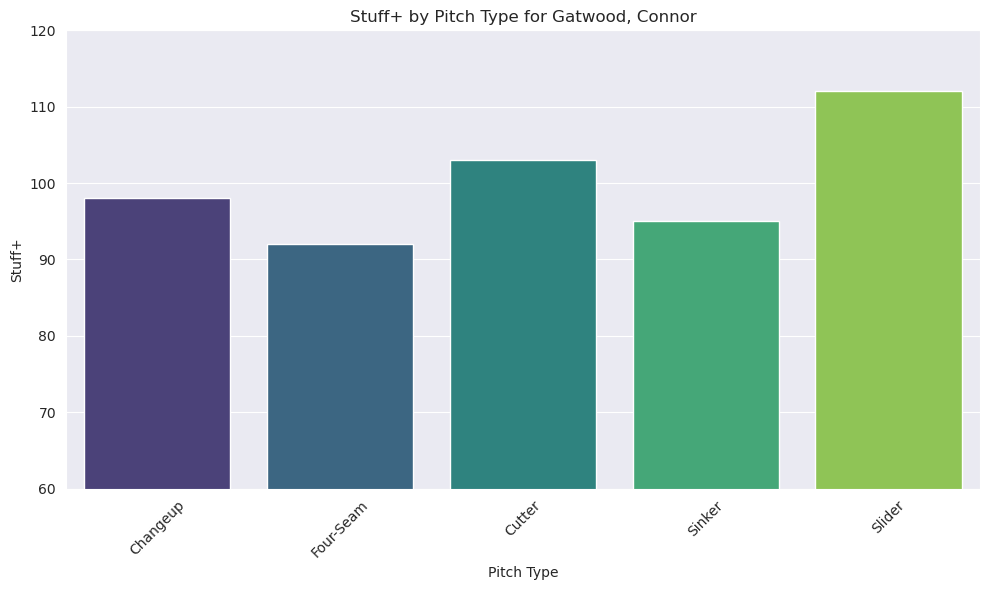 Stuff+ by Pitch Type for Gatwood, Connor
Stuff+
120
110
100
90
80
70
60
Changeup
Four-Seam
Cutter
Sinker
Slider
Pitch Type